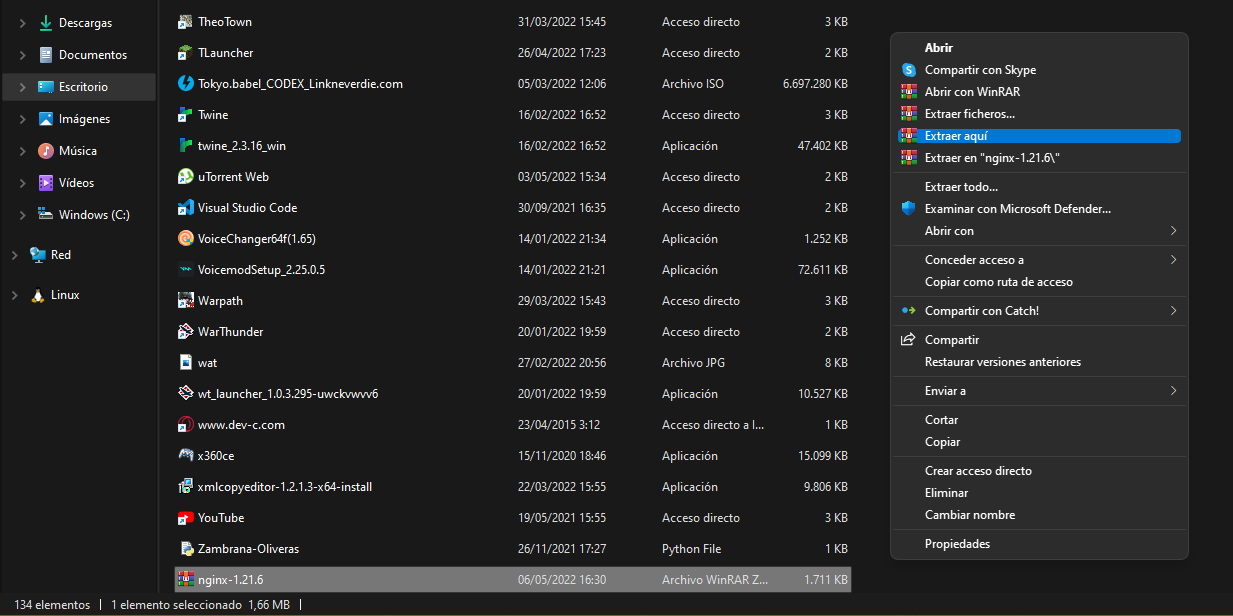 Descargas
Documentos
Escritorio
Imágenes
Música
Vídeos
Windows (C:)
Red
Linux
TheoTown 31/03/2022 15:45 Acceso directo 3 KB
TLauncher 26/04/2022 17:23 Acceso directo 2 KB
Tokyo.babel_CODEX_Linkneverdie.com 05/03/2022 12:06 Archivo ISO 6.697.280 KB
Twine 16/02/2022 16:52 Acceso directo 3 KB
twine_2.3.16_win 16/02/2022 16:52 Aplicación 47.402 KB
uTorrent Web 03/05/2022 15:34 Acceso directo 2 KB
Visual Studio Code 30/09/2021 16:35 Acceso directo 2 KB
VoiceChanger64f(1.65) 14/01/2022 21:34 Aplicación 1.252 KB
VoicemodSetup_2.25.0.5 14/01/2022 21:21 Aplicación 72.611 KB
Warpath 29/03/2022 15:43 Acceso directo 3 KB
WarThunder 20/01/2022 19:59 Acceso directo 2 KB
wat 27/02/2022 20:56 Archivo JPG 8 KB
wt_launcher_1.0.3.295-uwckvwvv6 20/01/2022 19:59 Aplicación 10.527 KB
www.dev-c.com 23/04/2015 3:12 Acceso directo a I... 1 KB
x360ce 15/11/2020 18:46 Aplicación 15.099 KB
xmlcopyeditor-1.2.1.3-x64-install 22/03/2022 15:55 Aplicación 9.806 KB
YouTube 19/05/2021 15:55 Acceso directo 3 KB
Zambrana-Oliveras 26/11/2021 17:27 Python File 1 KB
nginx-1.21.6 06/05/2022 16:30 Archivo WinRAR Z... 1.711 KB
Abrir
Compartir con Skype
Abrir con WinRAR
Extraer ficheros...
Extraer aquí
Extraer en "nginx-1.21.6\"
Extraer todo...
Examinar con Microsoft Defender...
Abrir con
Conceder acceso a
Copiar como ruta de acceso
Compartir con Catch!
Compartir
Restaurar versiones anteriores
Enviar a
Cortar
Copiar
Crear acceso directo
Eliminar
Cambiar nombre
Propiedades
134 elementos | 1 elemento seleccionado 1,66 MB |